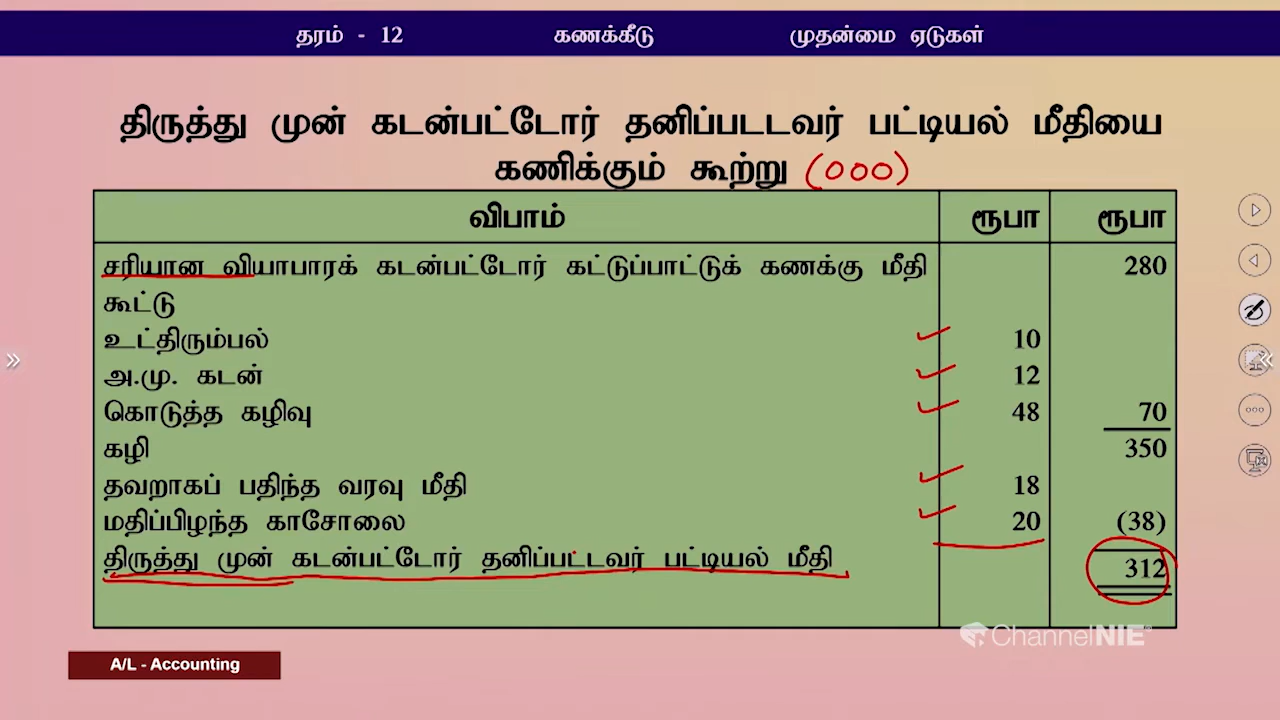 தரம் - 12 கணக்கீடு முதன்மை ஏடுகள்
திருத்து முன் கடன்பட்டோர் தனிப்படடவர் பட்டியல் மீதியை
கணிக்கும் கூற்று (000)
விபாம் ரூபா ரூபா
சரியான வியாபாரக் கடன்பட்டோர் கட்டுப்பாட்டுக் கணக்கு மீதி 280
கூட்டு
உட்திரும்பல் 10
அ.மு. கடன் 12
கொடுத்த கழிவு 48 70
கழி 350
தவறாகப் பதிந்த வரவு மீதி 18
மதிப்பிழந்த காசோலை 20 (38)
திருத்து முன் கடன்பட்டோர் தனிப்பட்டவர் பட்டியல் மீதி 312
ChannelNIE
A/L - Accounting